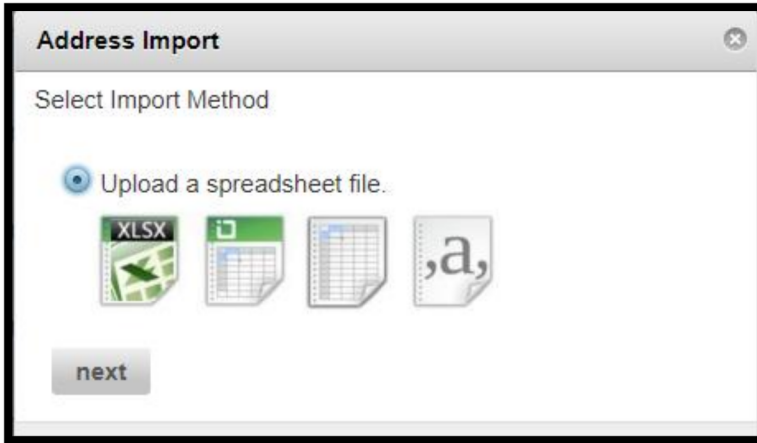 Address Import
Select Import Method
Upload a spreadsheet file.
XLSX
,a,
next